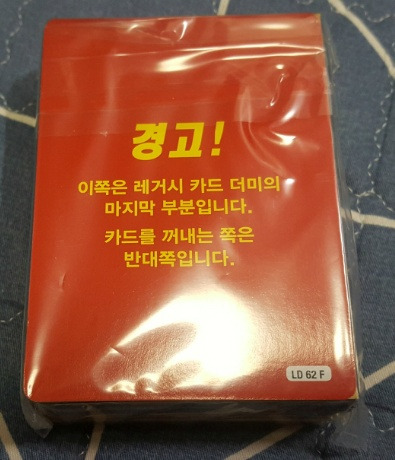 경고!
이쪽은 레거시 카드 더미의
마지막 부분입니다.
카드를 꺼내는 쪽은
반대쪽입니다.
LD 62 F